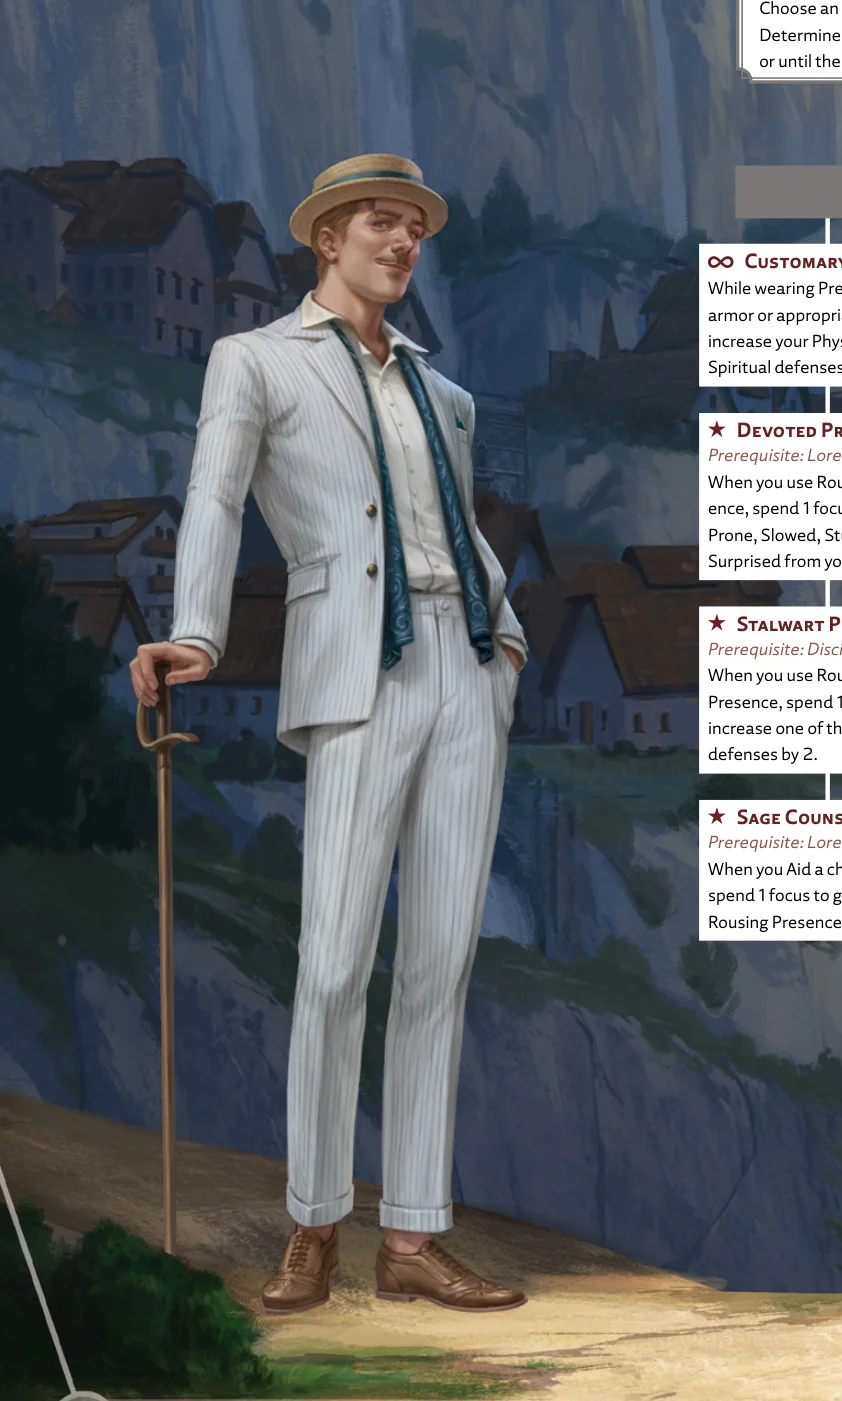 Choose an
Determine
or until the
∞ CUSTOMARY
While wearing Pre
armor or appropria
increase your Phys
Spiritual defenses
★ DEVOTED PR
Prerequisite: Lore
When you use Rou
ence, spend 1 focu
Prone, Slowed, Stu
Surprised from yo
★ STALWART P
Prerequisite: Disci
When you use Rou
Presence, spend 1
increase one of th
defenses by 2.
★ SAGE COUNS
Prerequisite: Lore
When you Aid a ch
spend 1 focus to g
Rousing Presence